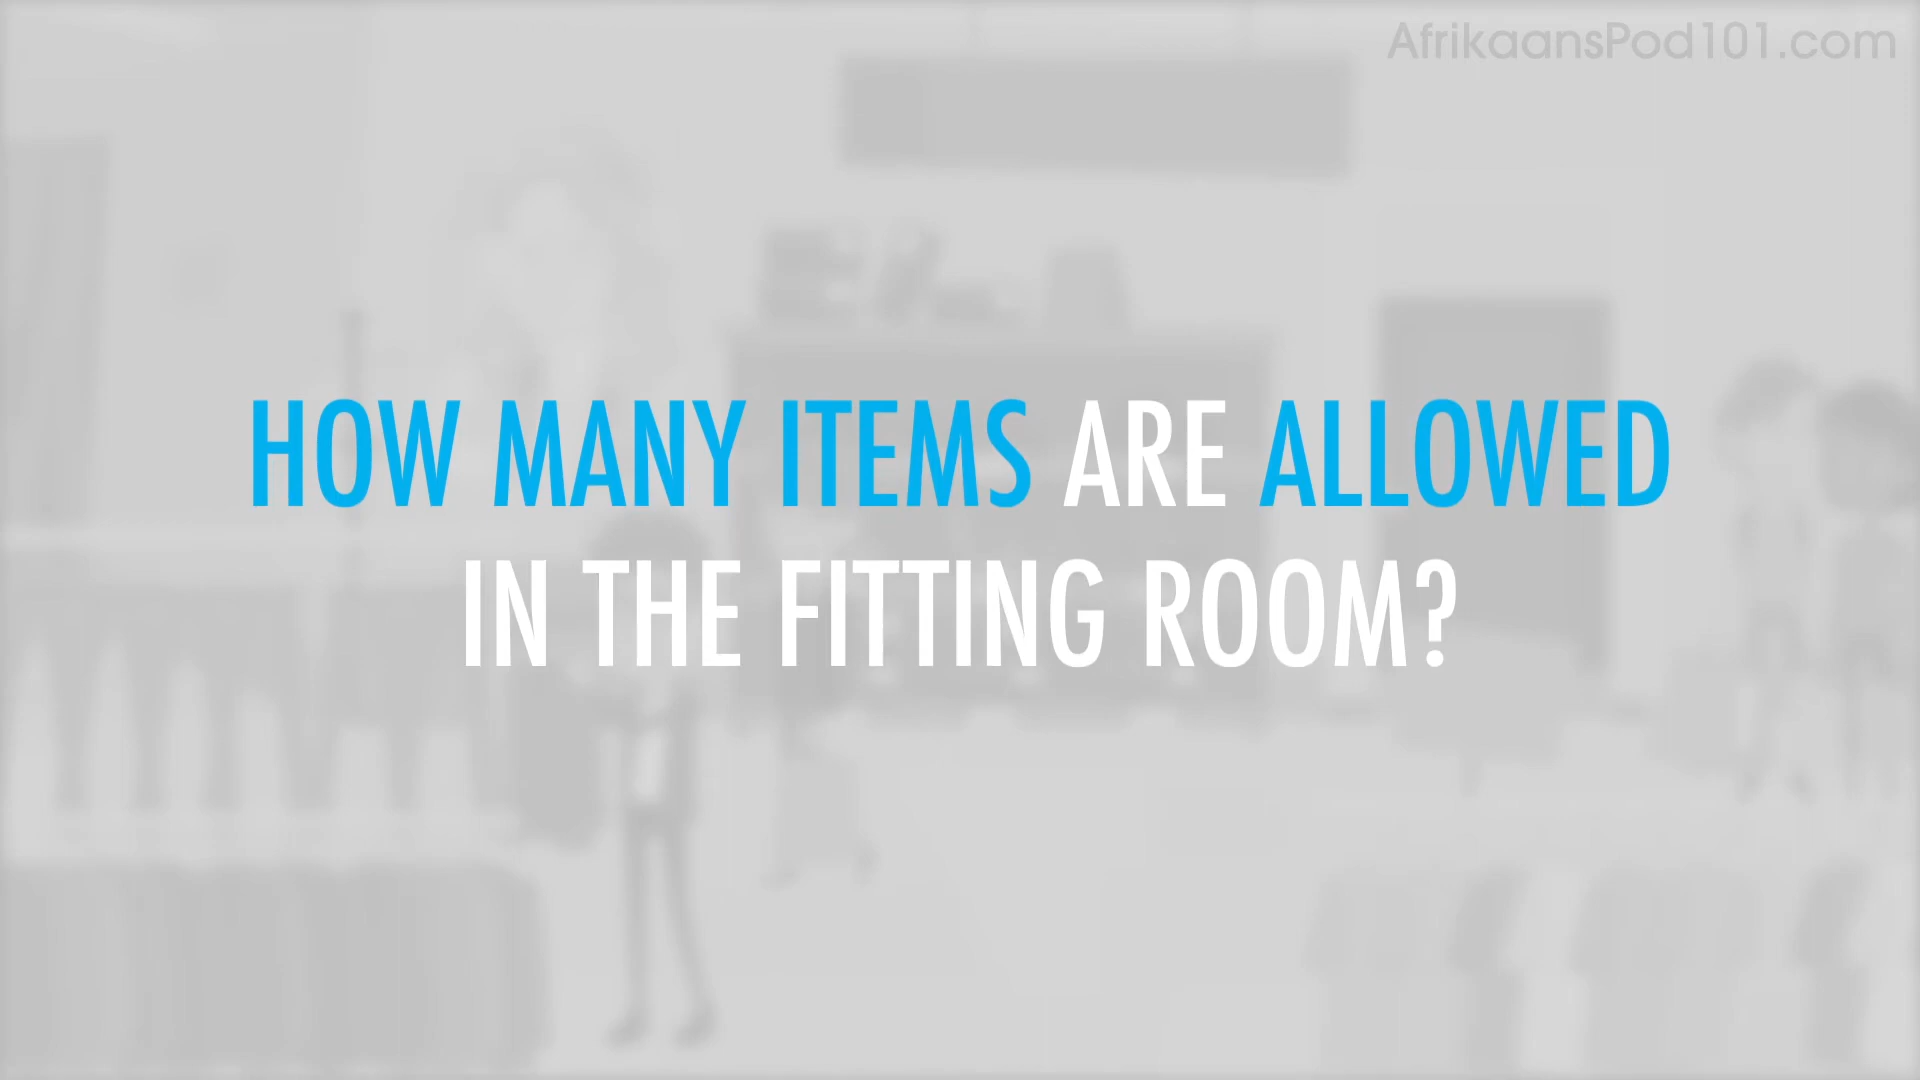 AfrikaansPod101.com
HOW MANY ITEMS ARE ALLOWED
IN THE FITTING ROOM?